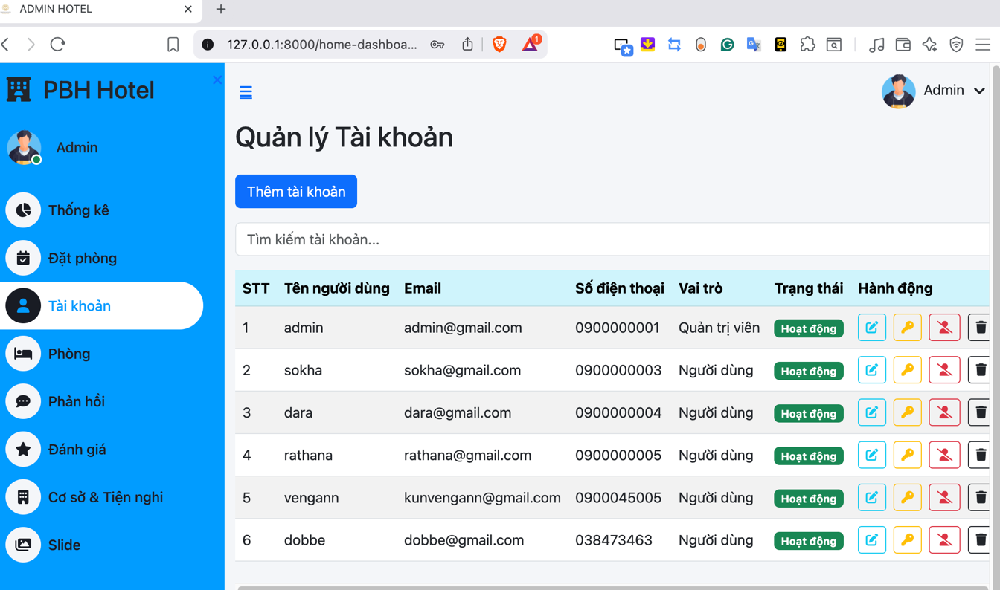 ADMIN HOTEL
127.0.0.1:8000/home-dashboa...
1
PBH Hotel
Admin
Admin
Quản lý Tài khoản
Thêm tài khoản
Tìm kiếm tài khoản...
Thống kê
Đặt phòng
Tài khoản
Phòng
Phản hồi
Đánh giá
Cơ sở & Tiện nghi
Slide
STT Tên người dùng Email Số điện thoại Vai trò Trạng thái Hành động
1 admin admin@gmail.com 0900000001 Quản trị viên Hoạt động
2 sokha sokha@gmail.com 0900000003 Người dùng Hoạt động
3 dara dara@gmail.com 0900000004 Người dùng Hoạt động
4 rathana rathana@gmail.com 0900000005 Người dùng Hoạt động
5 vengann kunvengann@gmail.com 0900045005 Người dùng Hoạt động
6 dobbe dobbe@gmail.com 038473463 Người dùng Hoạt động